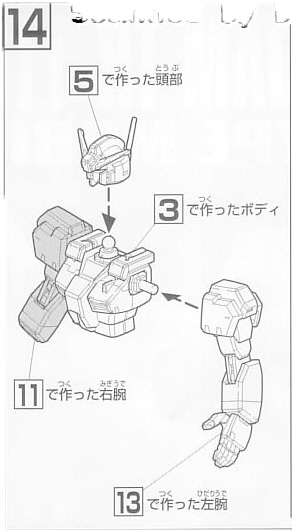 14
5で作った頭部
つく とうぶ
3で作ったボディ
つく
11で作った右腕
つく みぎうで
13で作った左腕
つく ひだりうで